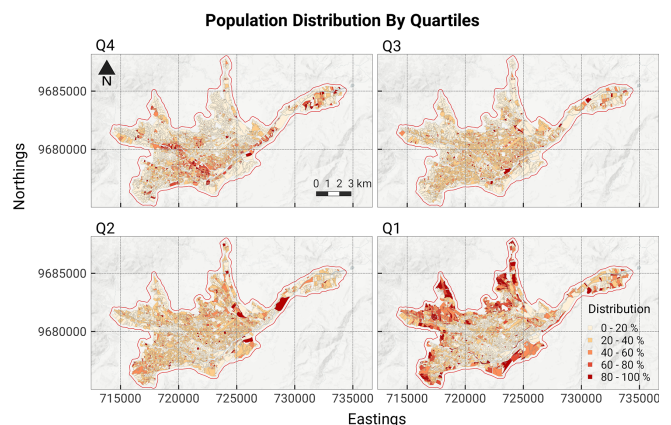 Population Distribution By Quartiles
Q4
Q3
N
9685000
9680000
0 1 2 3 km
Northings
Q2
Q1
9685000
9680000
Distribution
0 - 20 %
20 - 40 %
40 - 60 %
60 - 80 %
80 - 100 %
715000 720000 725000 730000 735000 715000 720000 725000 730000 735000
Eastings